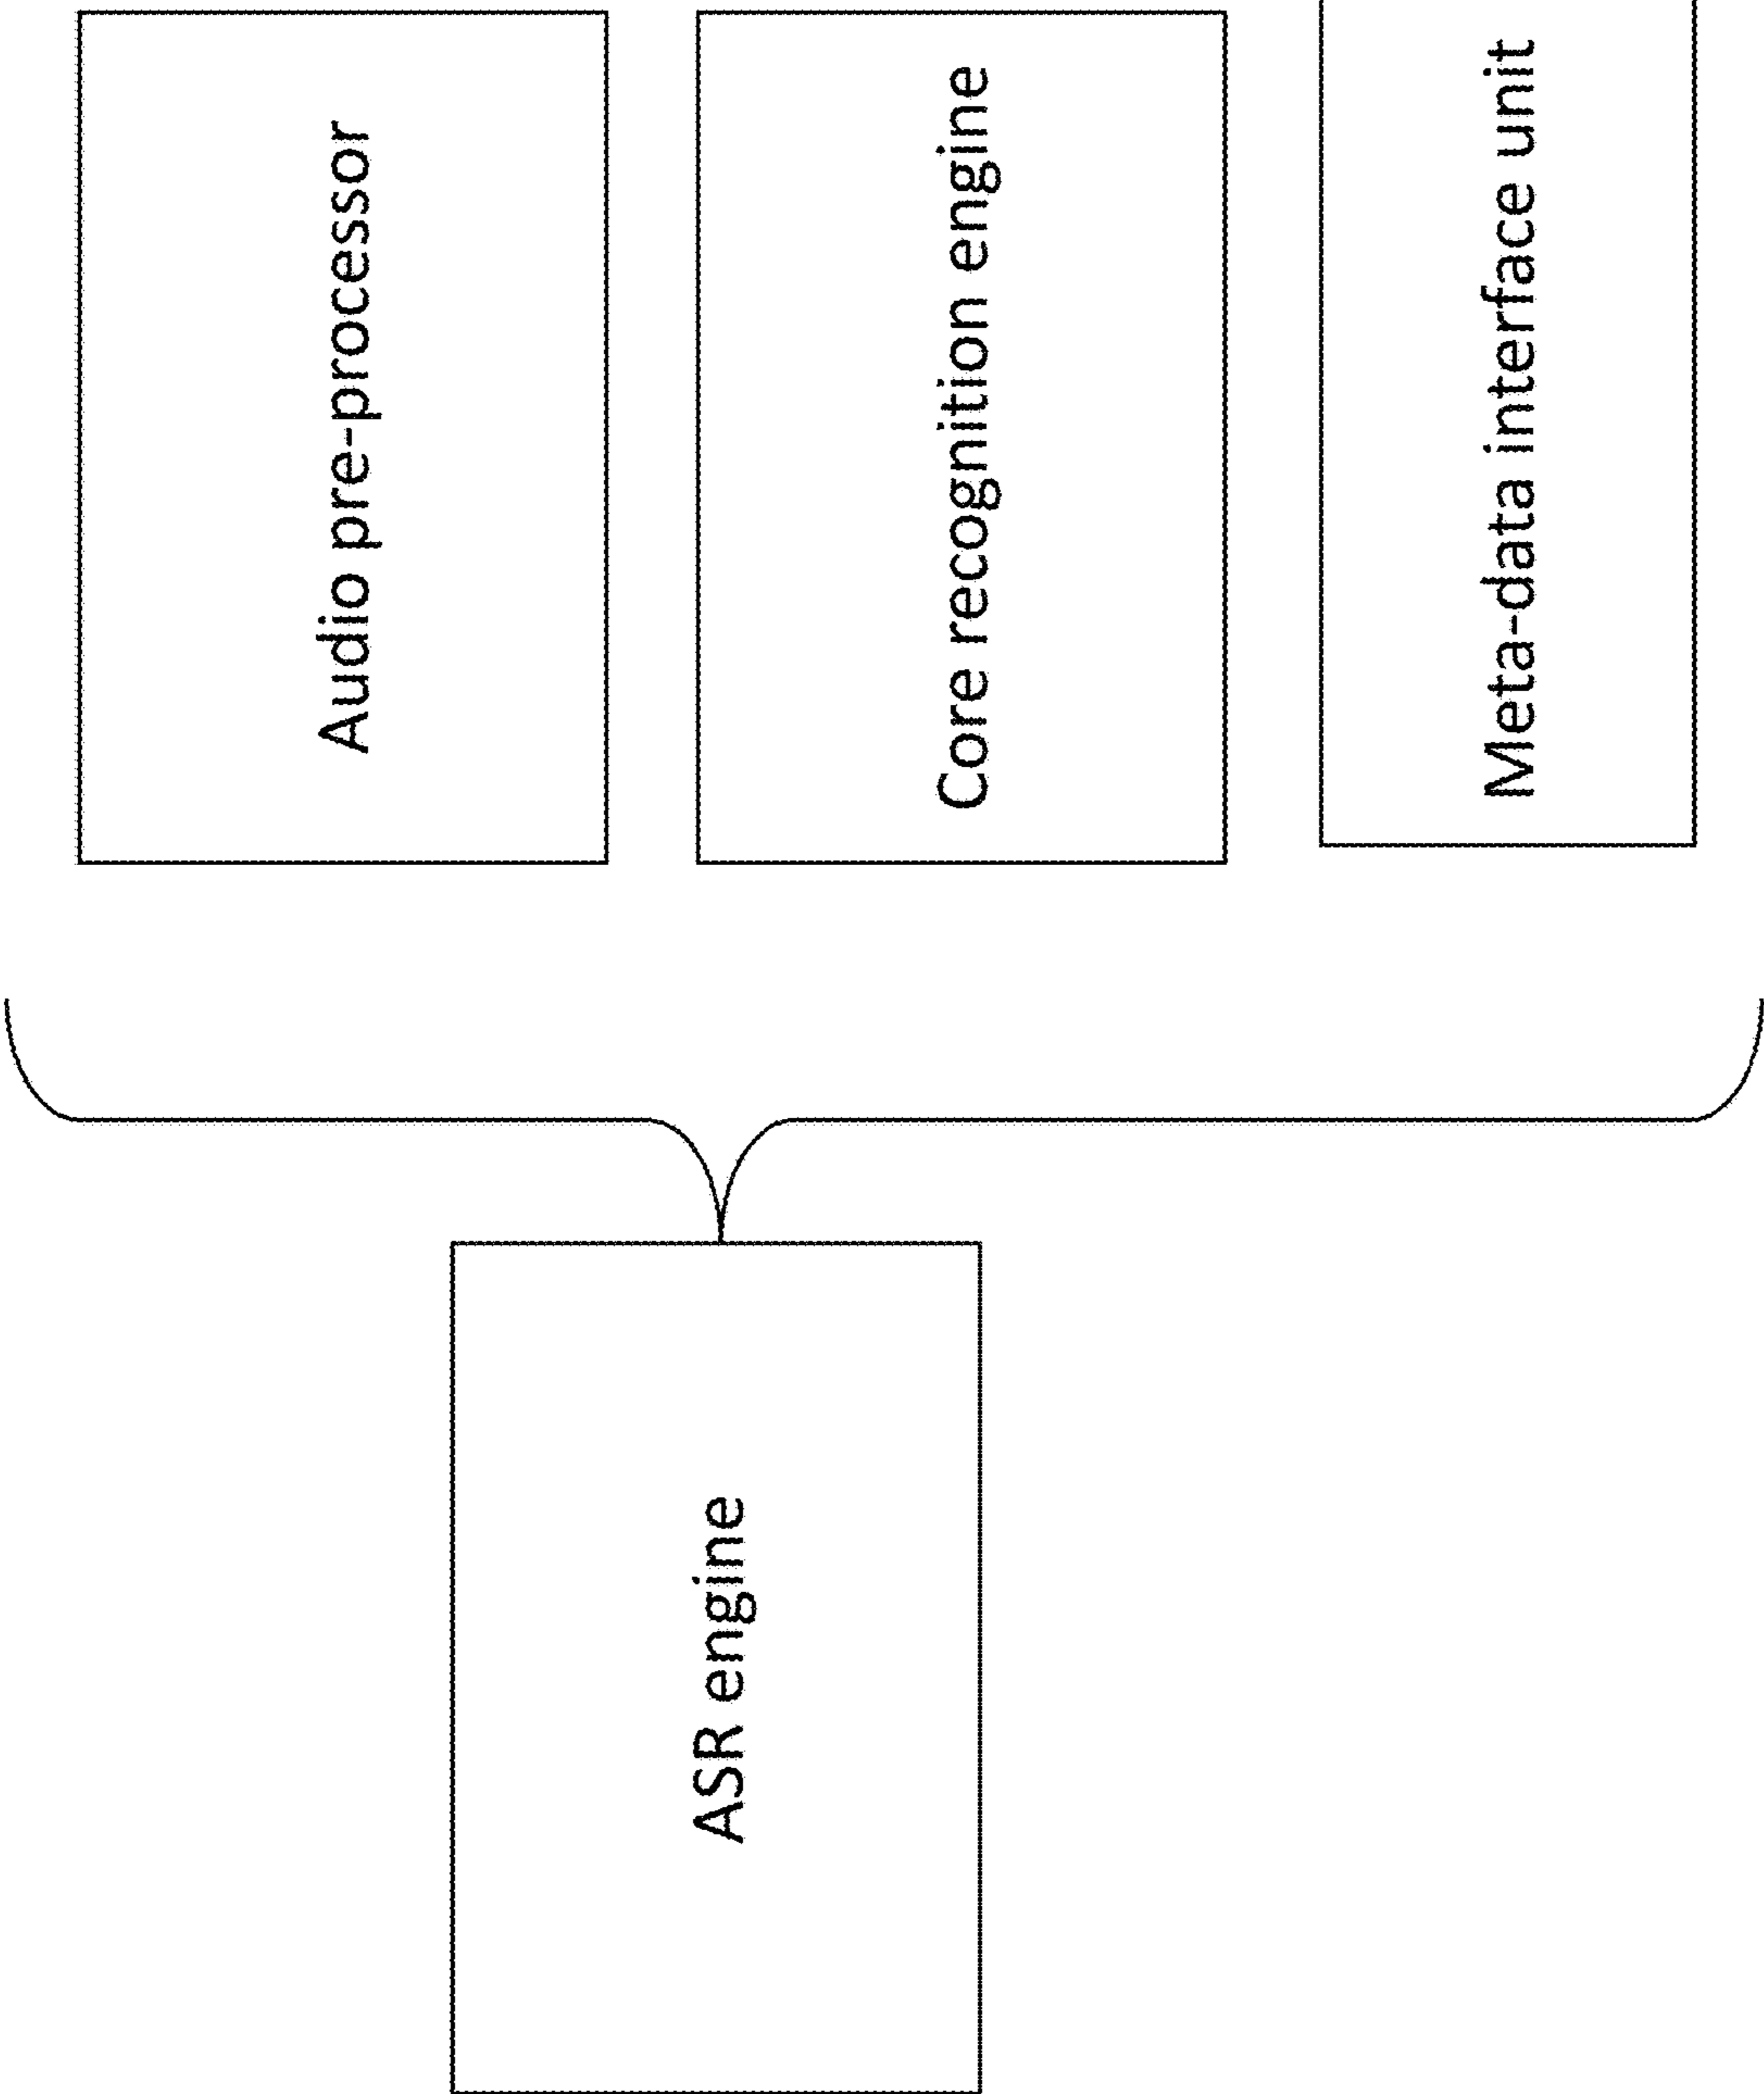 ASR engine
Audio pre-processor
Core recognition engine
Meta-data interface unit